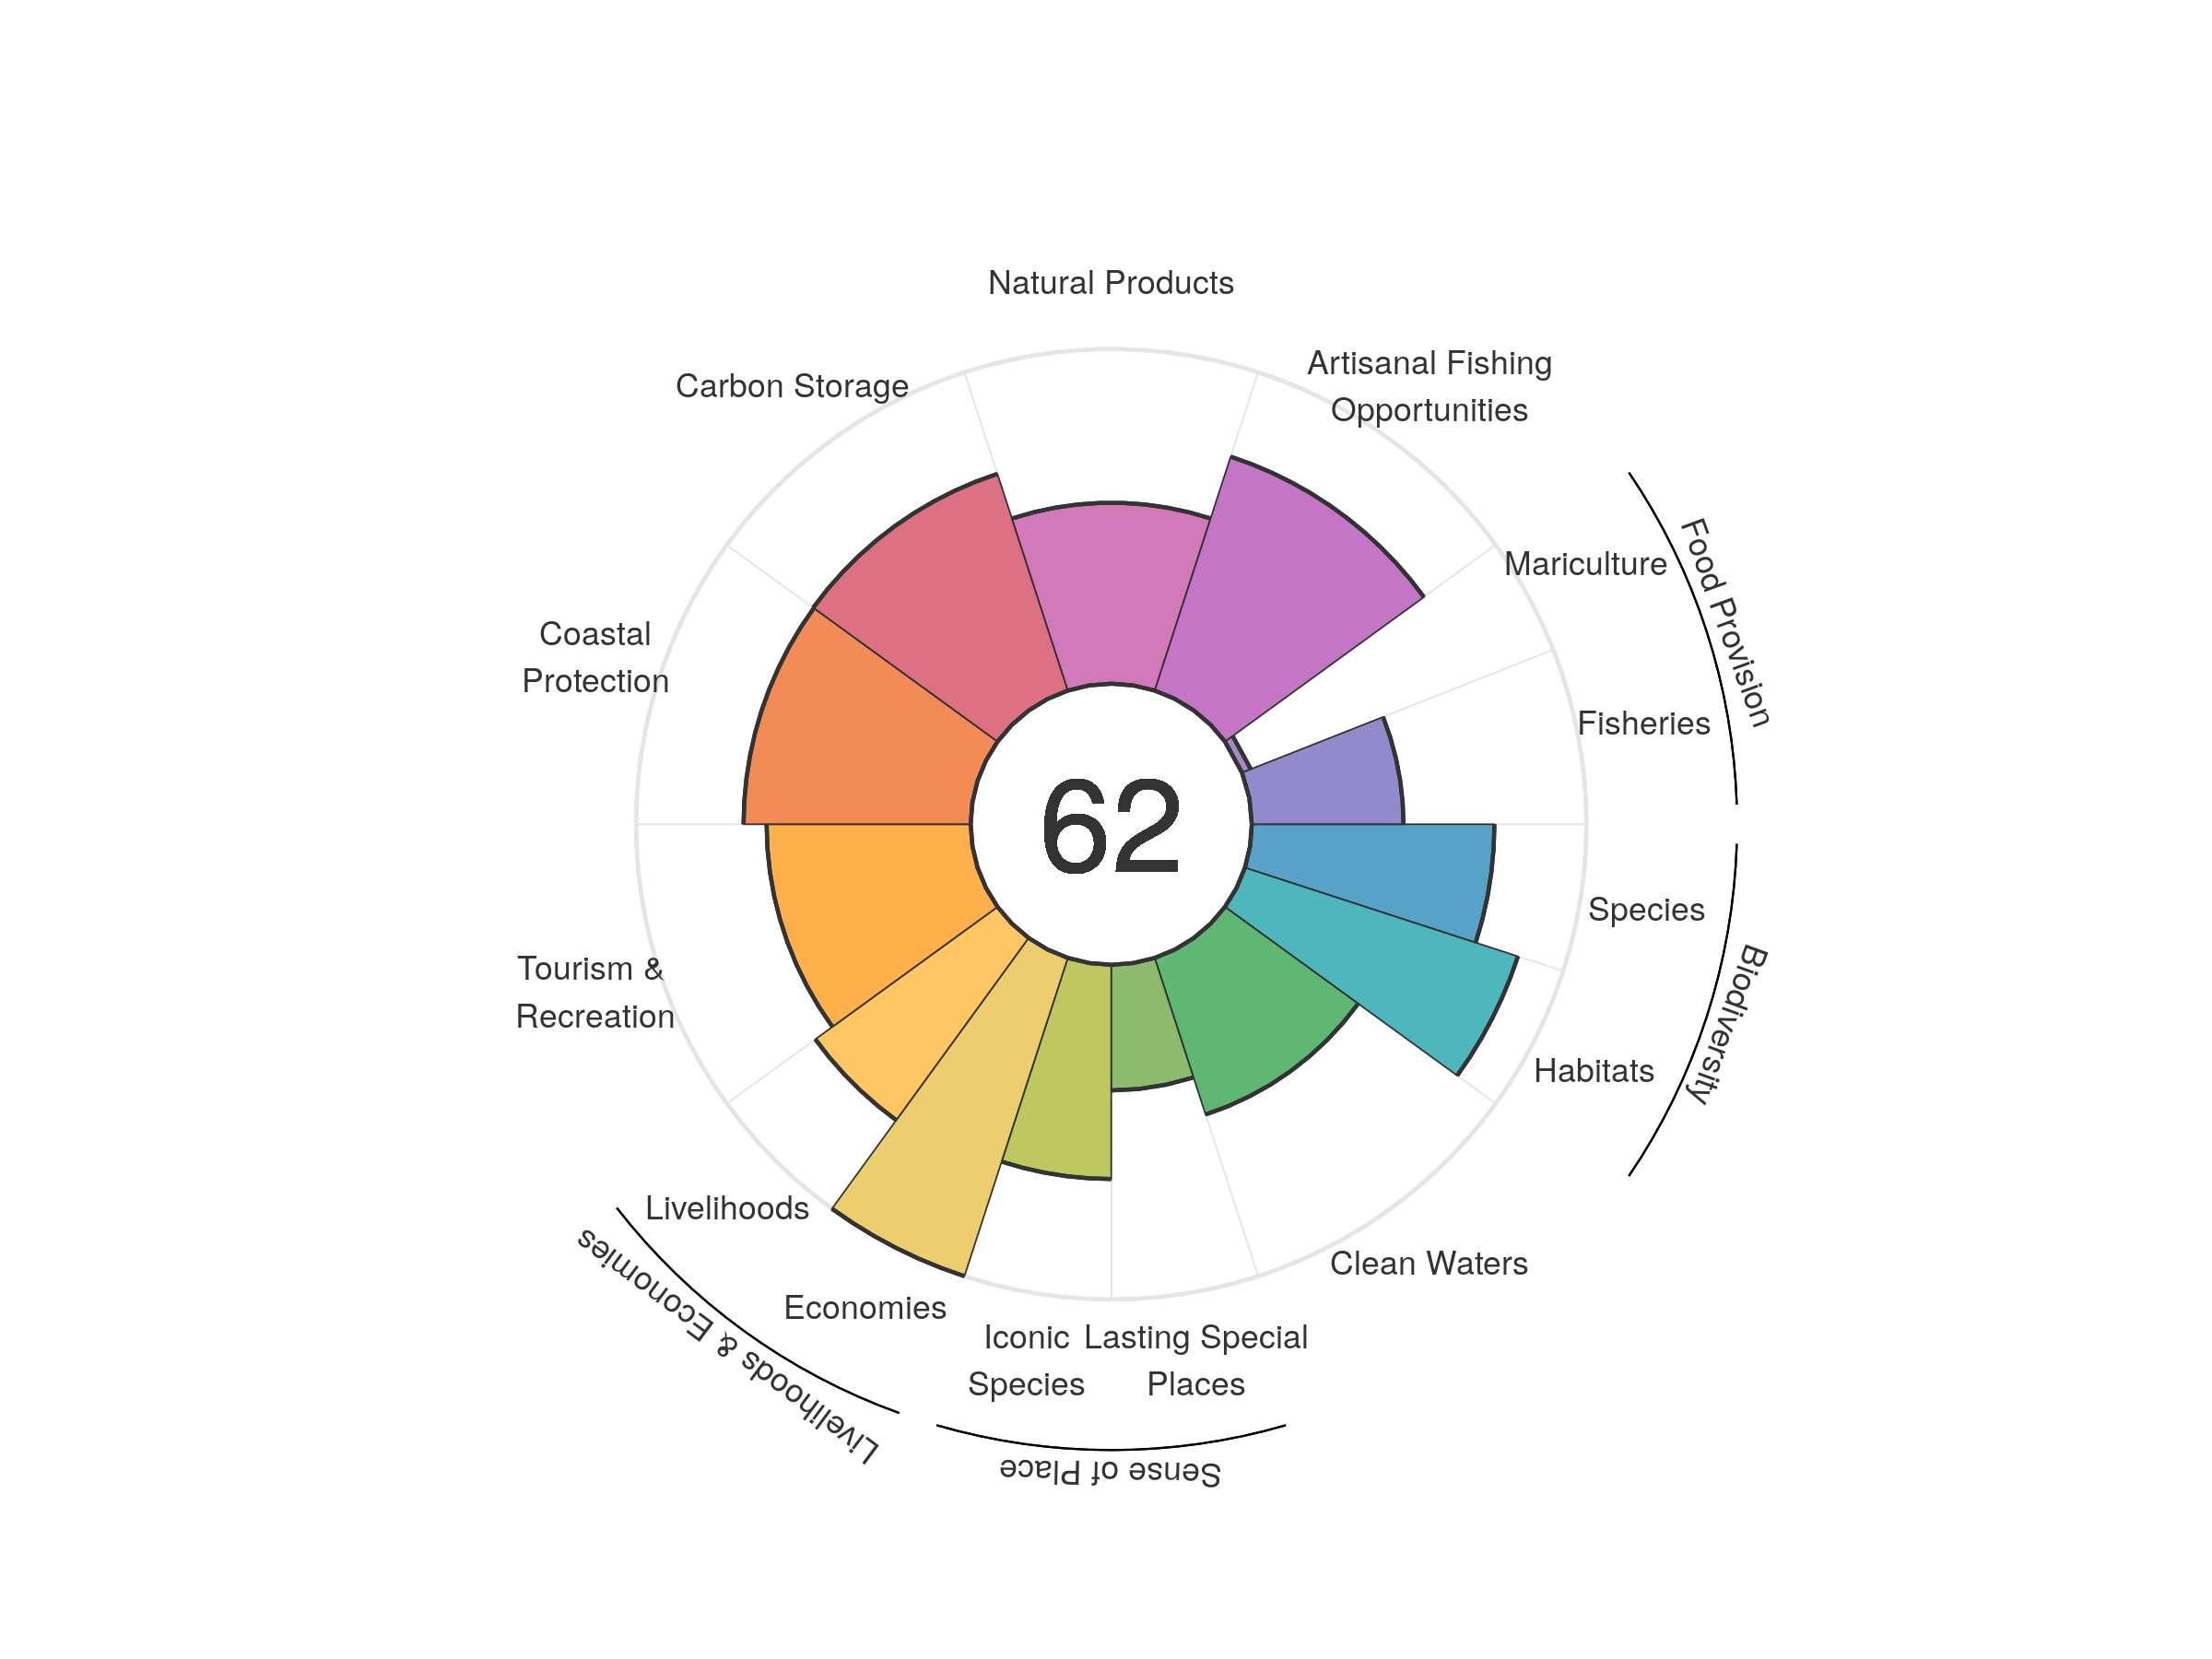 Natural Products
Artisanal Fishing
Opportunities
Carbon Storage
Mariculture
Food Provision
Coastal
Protection
Fisheries
62
Species
Biodiversity
Tourism &
Recreation
Habitats
Livelihoods
Clean Waters
Economies
Livelihoods & Economies
Iconic
Species
Lasting Special
Places
Sense of Place